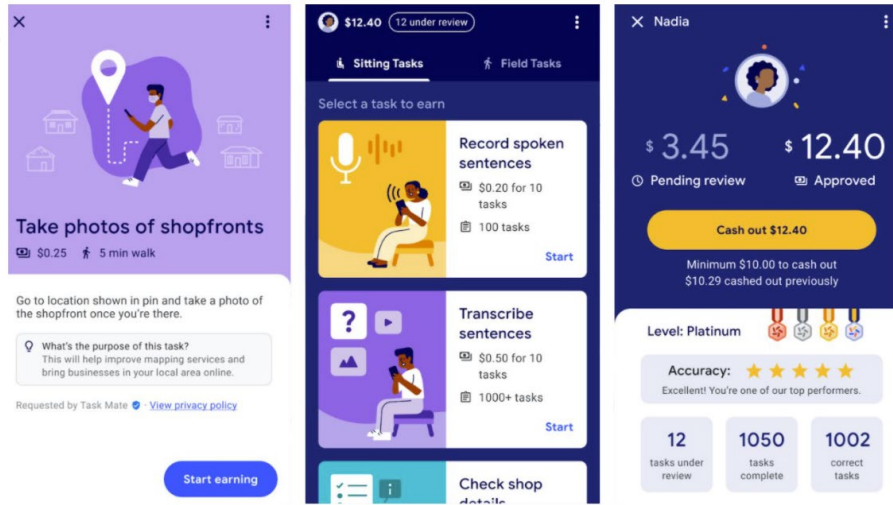 Take photos of shopfronts
$0.25 5 min walk
Go to location shown in pin and take a photo of
the shopfront once you're there.
What's the purpose of this task?
This will help improve mapping services and
bring businesses in your local area online.
Requested by Task Mate · View privacy policy
Start earning
$12.40 12 under review
Sitting Tasks Field Tasks
Select a task to earn
Record spoken
sentences
$0.20 for 10
tasks
100 tasks
Start
?
Transcribe
sentences
$0.50 for 10
tasks
1000+ tasks
Start
Check shop
details
Nadia
$ 3.45 $ 12.40
Pending review Approved
Cash out $12.40
Minimum $10.00 to cash out
$10.29 cashed out previously
Level: Platinum
Accuracy:
Excellent! You're one of our top performers.
12 1050 1002
tasks under tasks correct
review complete tasks